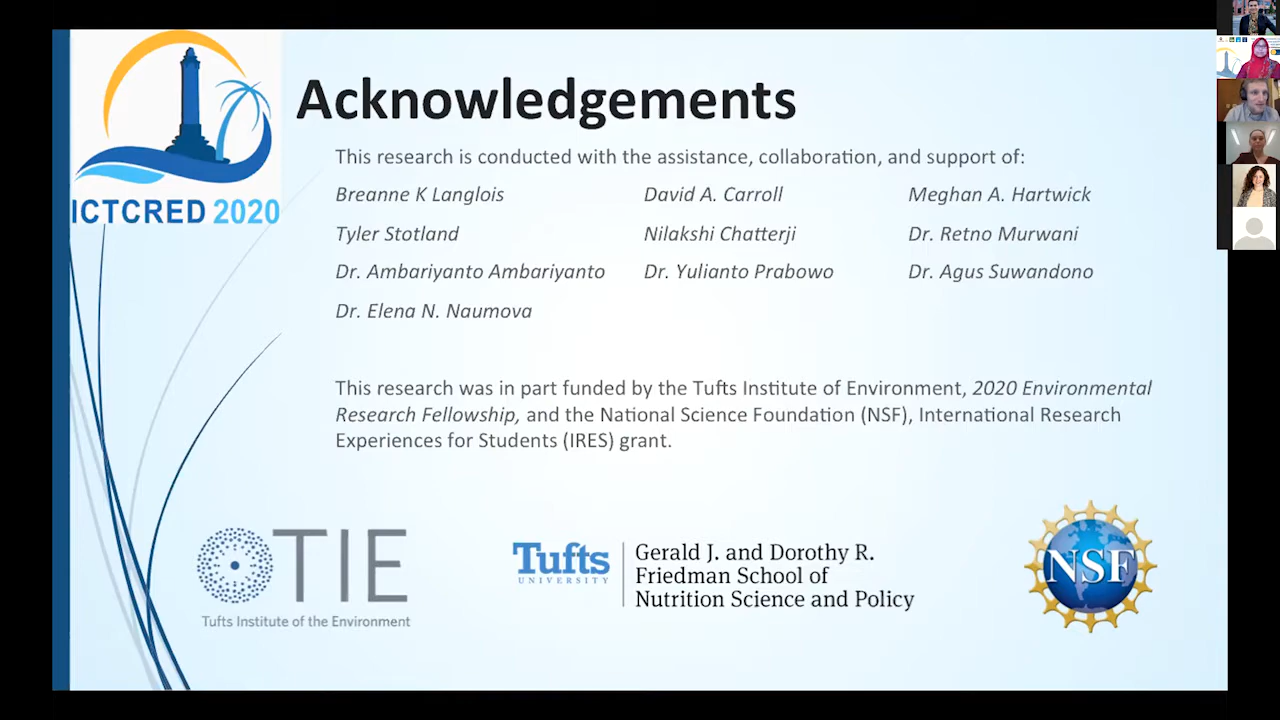 ICTCRED 2020
Acknowledgements
This research is conducted with the assistance, collaboration, and support of:
Breanne K Langlois David A. Carroll Meghan A. Hartwick
Tyler Stotland Nilakshi Chatterji Dr. Retno Murwani
Dr. Ambariyanto Ambariyanto Dr. Yulianto Prabowo Dr. Agus Suwandono
Dr. Elena N. Naumova
This research was in part funded by the Tufts Institute of Environment, 2020 Environmental
Research Fellowship, and the National Science Foundation (NSF), International Research
Experiences for Students (IRES) grant.
TIE
Tufts Institute of the Environment
Tufts
UNIVERSITY
Gerald J. and Dorothy R.
Friedman School of
Nutrition Science and Policy
NSF